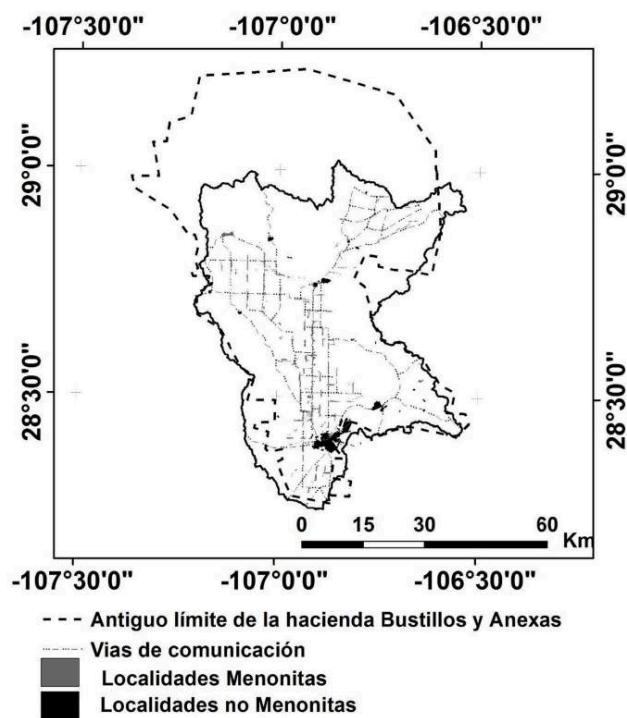 -107°30'0" -107°0'0" -106°30'0"
29°0'0" 29°0'0"
28°30'0" 28°30'0"
0 15 30 60
Km
-107°30'0" -107°0'0" -106°30'0"
Antiguo límite de la hacienda Bustillos y Anexas
Vias de comunicación
Localidades Menonitas
Localidades no Menonitas